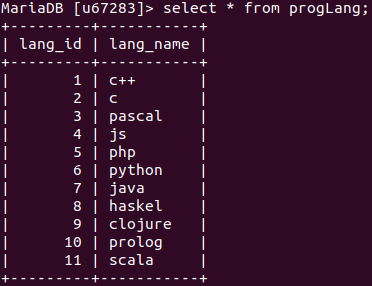 MariaDB [u67283]> select * from progLang;
+---------+-----------+
| lang_id | lang_name |
+---------+-----------+
|       1 | c++       |
|       2 | c         |
|       3 | pascal    |
|       4 | js        |
|       5 | php       |
|       6 | python    |
|       7 | java      |
|       8 | haskel    |
|       9 | clojure   |
|      10 | prolog    |
|      11 | scala     |
+---------+-----------+